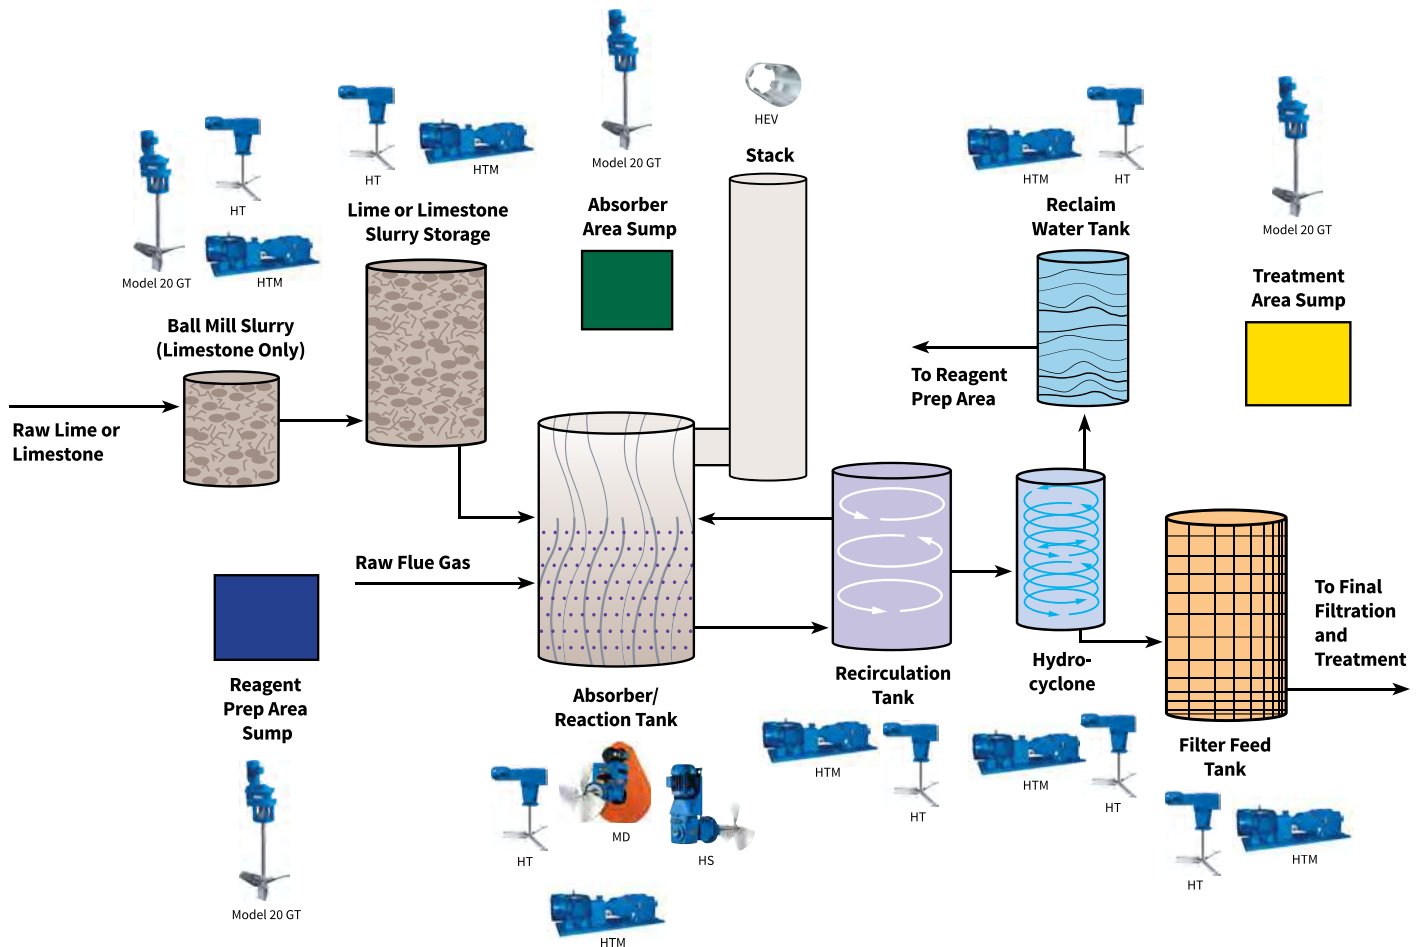 Model 20 GT
HT
HTM
Ball Mill Slurry
(Limestone Only)
Raw Lime or
Limestone
HT
HTM
Lime or Limestone
Slurry Storage
Model 20 GT
Absorber
Area Sump
HEV
Stack
HTM
HT
Reclaim
Water Tank
Model 20 GT
Treatment
Area Sump
To Reagent
Prep Area
Raw Flue Gas
Reagent
Prep Area
Sump
Model 20 GT
Absorber/
Reaction Tank
HT
MD
HS
HTM
Recirculation
Tank
HTM
HT
Hydro-
cyclone
HTM
HT
Filter Feed
Tank
HT
HTM
To Final
Filtration
and
Treatment